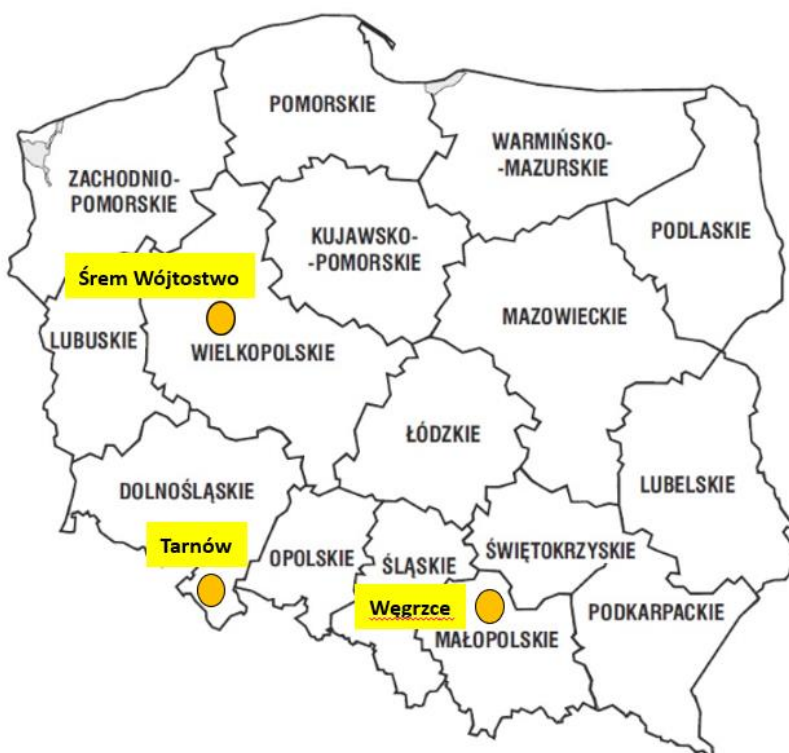 POMORSKIE
WARMIŃSKO-
-MAZURSKIE
ZACHODNIO-
POMORSKIE
KUJAWSKO-
-POMORSKIE
PODLASKIE
Śrem Wójtostwo
MAZOWIECKIE
LUBUSKIE
WIELKOPOLSKIE
ŁÓDZKIE
DOLNOŚLĄSKIE
LUBELSKIE
Tarnów
OPOLSKIE
ŚLĄSKIE
ŚWIĘTOKRZYSKIE
Węgrzce
PODKARPACKIE
MAŁOPOLSKIE